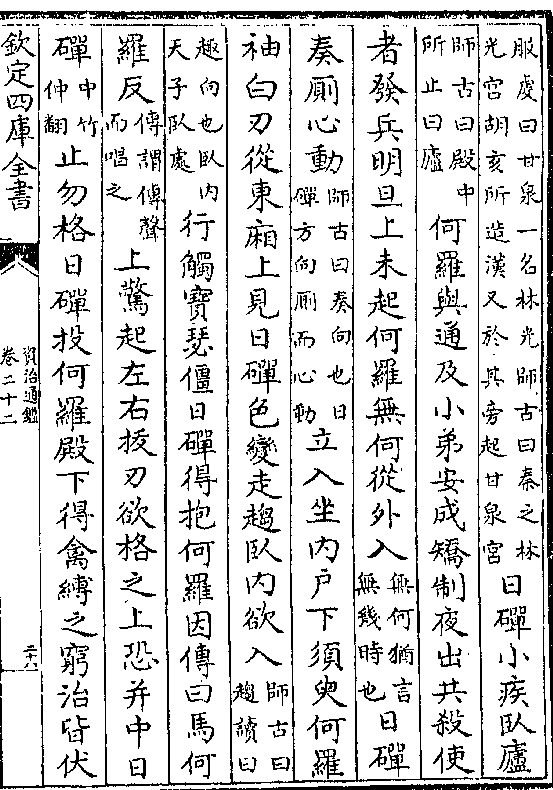 服虔曰甘泉一名林光師古曰秦之林光宮胡亥所造漢又於其旁起甘泉宮日磾小疾臥廬
師古曰殿中所止曰廬何羅與通及小弟安成矯制夜出共殺使
者發兵明旦上未起何羅無何從外入無何猶言無幾時也日磾
奏厠心動師古曰奏向也日磾方向厠而心動立入坐内戶下須臾何羅
袖白刃從東廂上見日磾色變走趨臥内欲入師古曰趨讀曰
趣向也臥内天子臥處行觸寶瑟僵日磾得抱何羅因傳曰馬何
羅反傳謂傳聲而唱之上驚起左右拔刃欲格之上恐并中日
磾中竹仲翻止勿格日磾投何羅殿下得禽縛之窮治皆伏
欽定四庫全書
資治通鑑
卷二十二